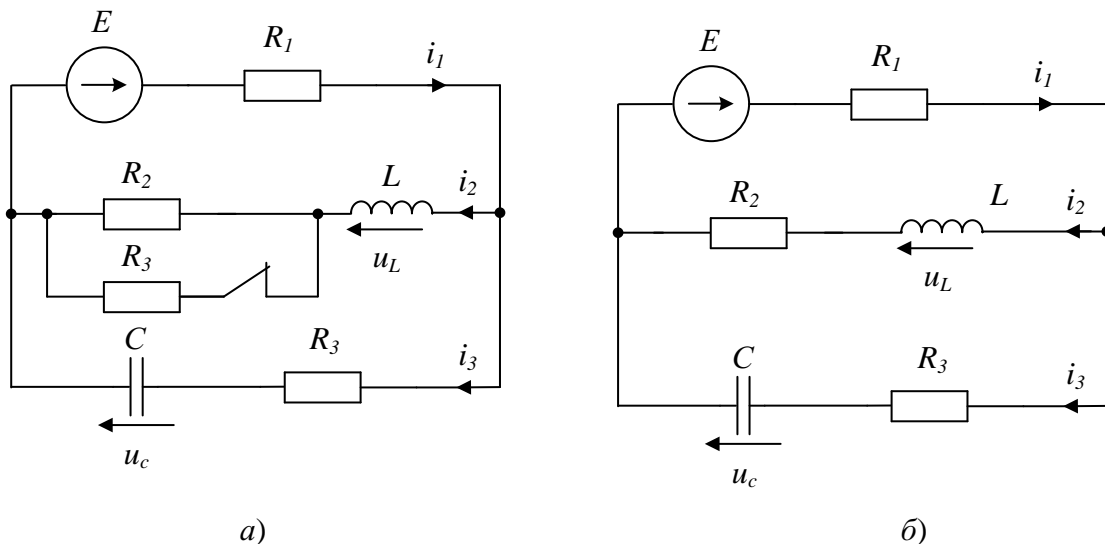 E
R1
i1
R2
L
i2
R3
uL
C
R3
i3
uc
а)
E
R1
i1
R2
L
i2
uL
C
R3
i3
uc
б)